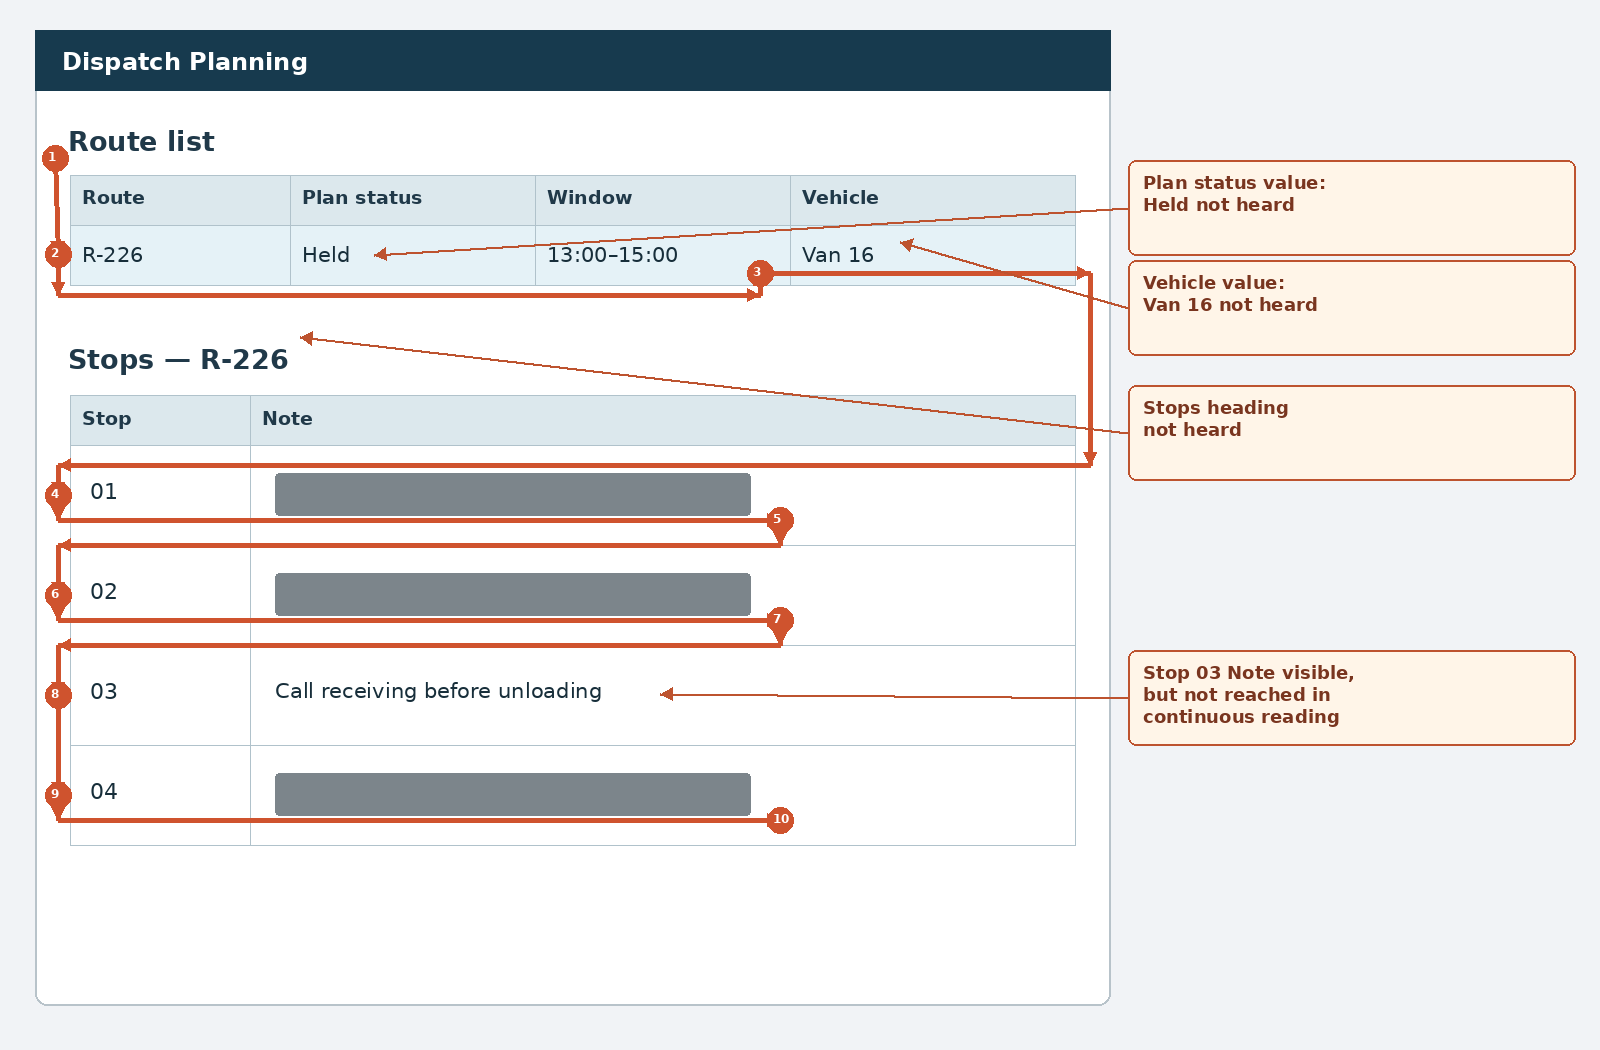 Dispatch Planning
Route list
1
Route Plan status Window Vehicle
2 R-226 Held 13:00–15:00 Van 16
3
Plan status value:
Held not heard
Vehicle value:
Van 16 not heard
Stops — R-226
Stops heading
not heard
Stop Note
4 01
5
6 02
7
8 03 Call receiving before unloading
Stop 03 Note visible,
but not reached in
continuous reading
9 04
10